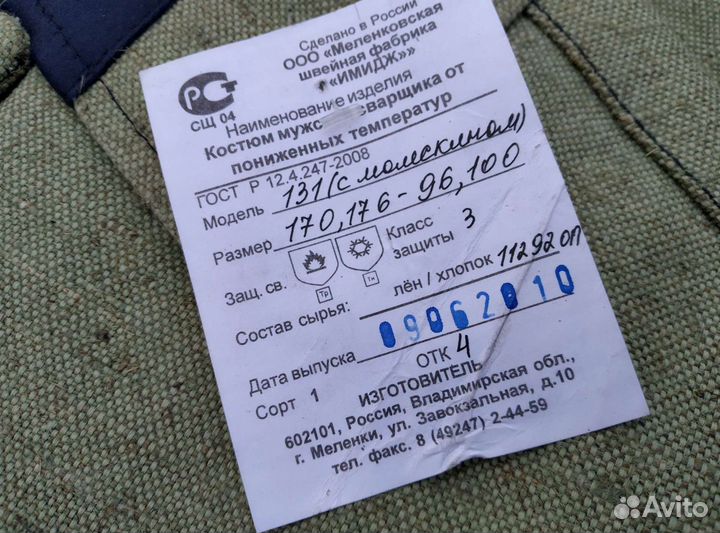 Сделано в России
ООО «Меленковская
швейная фабрика
«ИМИДЖ»»
РСТ
СЩ 04
Наименование изделия
Костюм мужс сварщика от
пониженных температур
ГОСТ Р 12.4.247-2008
Модель 131(с молескином)
Размер 170,176-96,100
Защ. св. Класс защиты 3
Тр Тн
Состав сырья: лён / хлопок 11292 ОП
Дата выпуска 09062010
Сорт 1 ОТК 4
ИЗГОТОВИТЕЛЬ
602101, Россия, Владимирская обл.,
г. Меленки, ул. Завокзальная, д.10
тел. факс. 8 (49247) 2-44-59
Avito